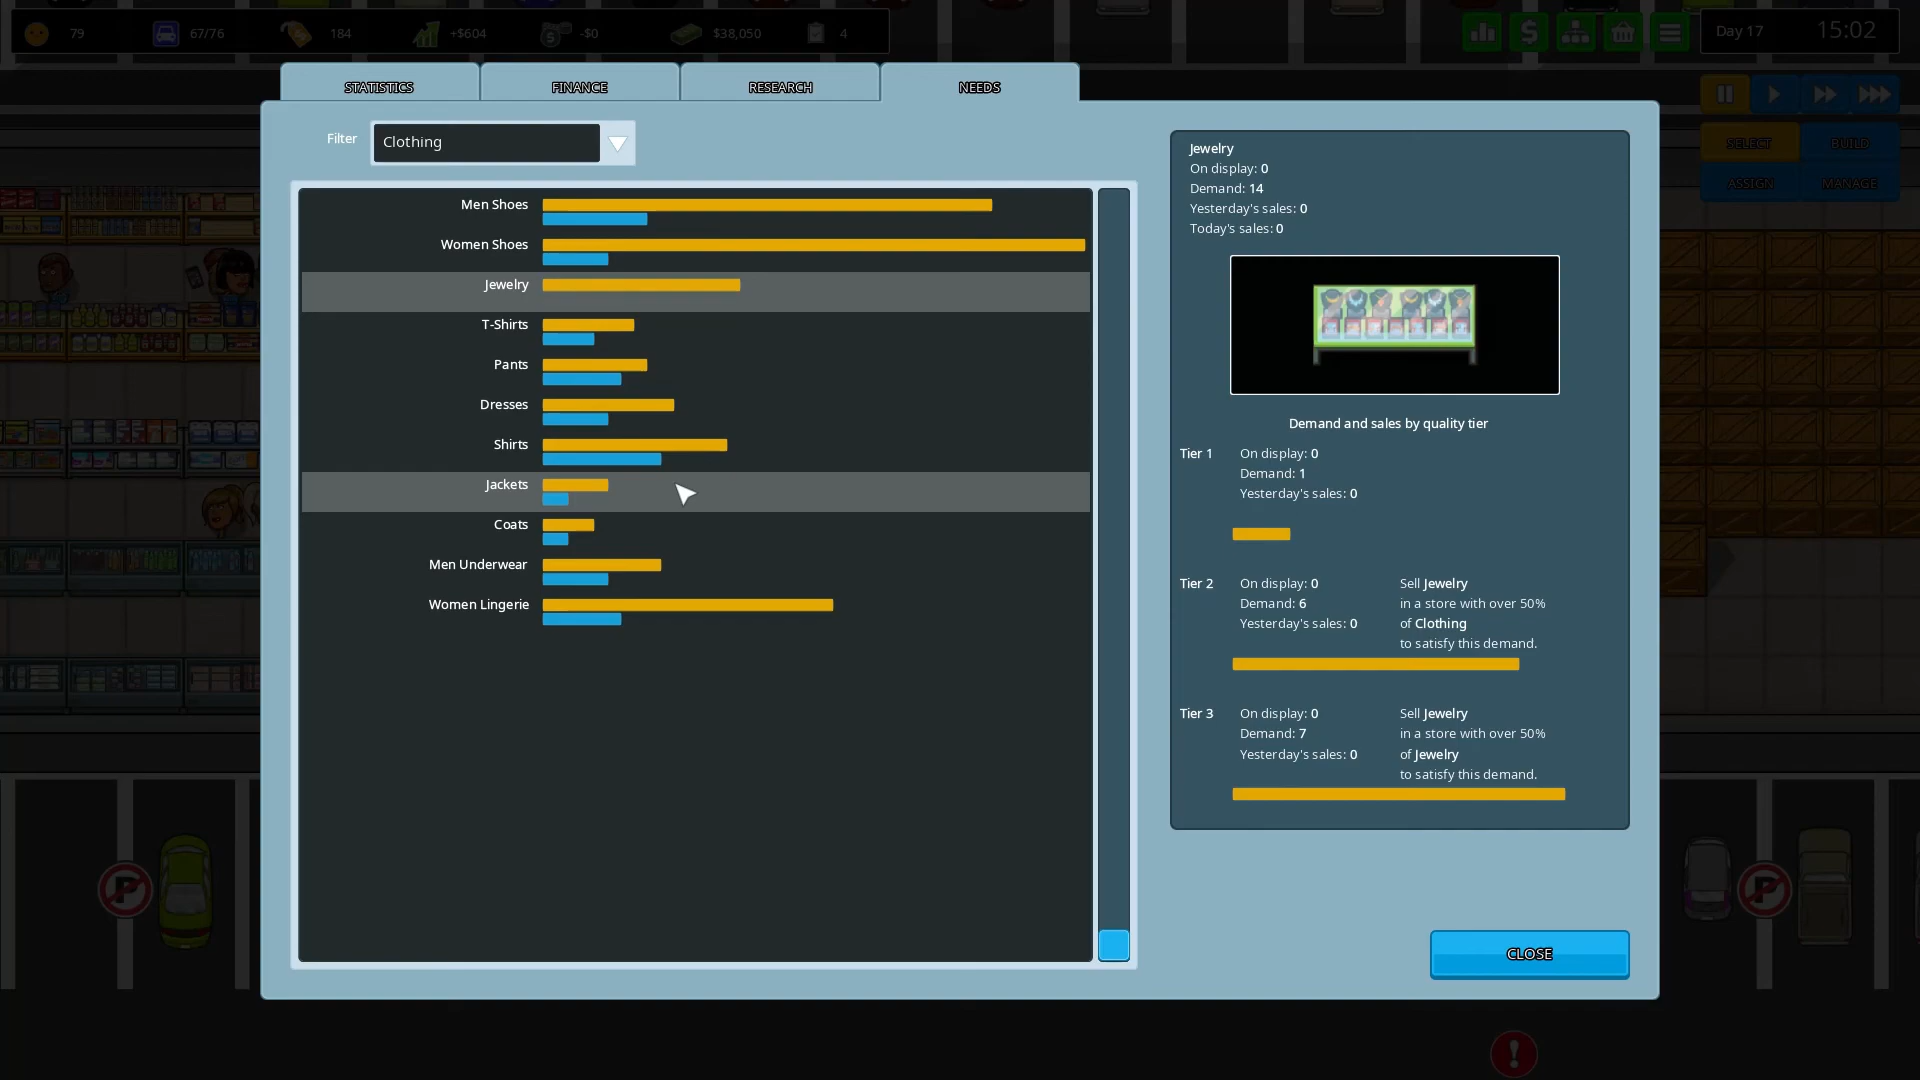 79
67/76
184
+$604
-$0
$38,050
4
Day 17
15:02
STATISTICS
FINANCE
RESEARCH
NEEDS
Filter
Clothing
SELECT
BUILD
ASSIGN
MANAGE
Men Shoes
Women Shoes
Jewelry
T-Shirts
Pants
Dresses
Shirts
Jackets
Coats
Men Underwear
Women Lingerie
Jewelry
On display: 0
Demand: 14
Yesterday's sales: 0
Today's sales: 0
Demand and sales by quality tier
Tier 1
On display: 0
Demand: 1
Yesterday's sales: 0
Tier 2
On display: 0
Demand: 6
Yesterday's sales: 0
Sell Jewelry
in a store with over 50%
of Clothing
to satisfy this demand.
Tier 3
On display: 0
Demand: 7
Yesterday's sales: 0
Sell Jewelry
in a store with over 50%
of Jewelry
to satisfy this demand.
CLOSE
P
P
!